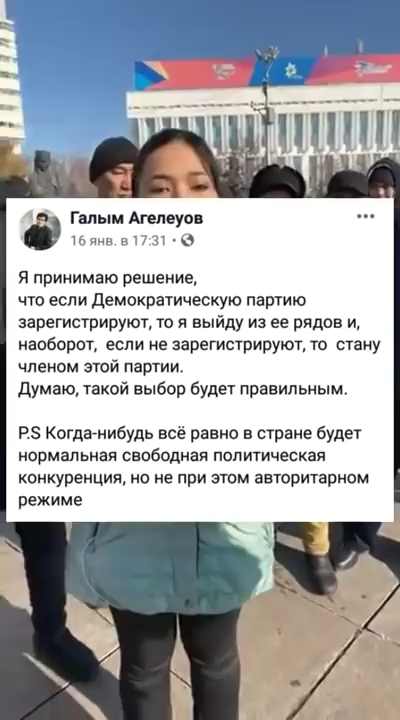 Галым Агелеуов
16 янв. в 17:31 •
Я принимаю решение,
что если Демократическую партию
зарегистрируют, то я выйду из ее рядов и,
наоборот, если не зарегистрируют, то стану
членом этой партии.
Думаю, такой выбор будет правильным.
P.S Когда-нибудь всё равно в стране будет
нормальная свободная политическая
конкуренция, но не при этом авторитарном
режиме